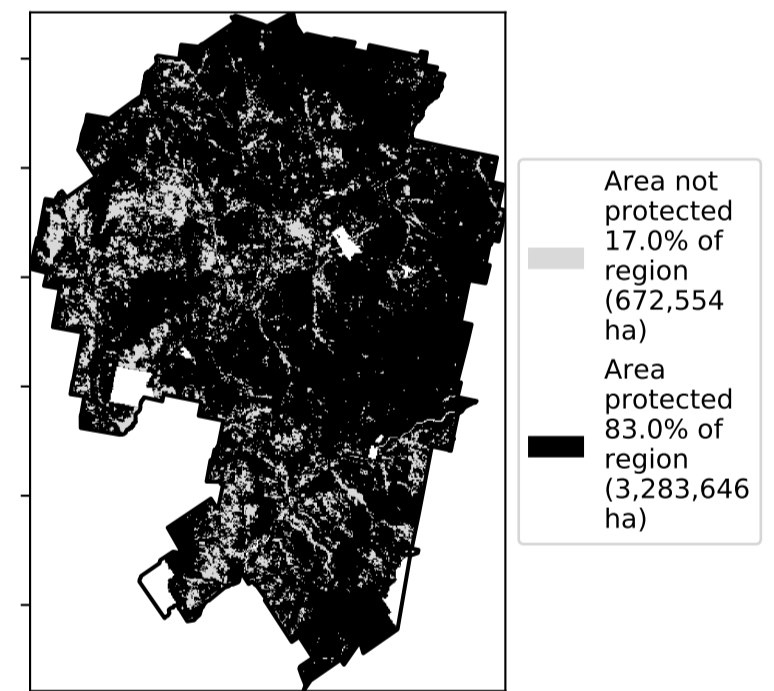 Area not
protected
17.0% of
region
(672,554
ha)
Area
protected
83.0% of
region
(3,283,646
ha)